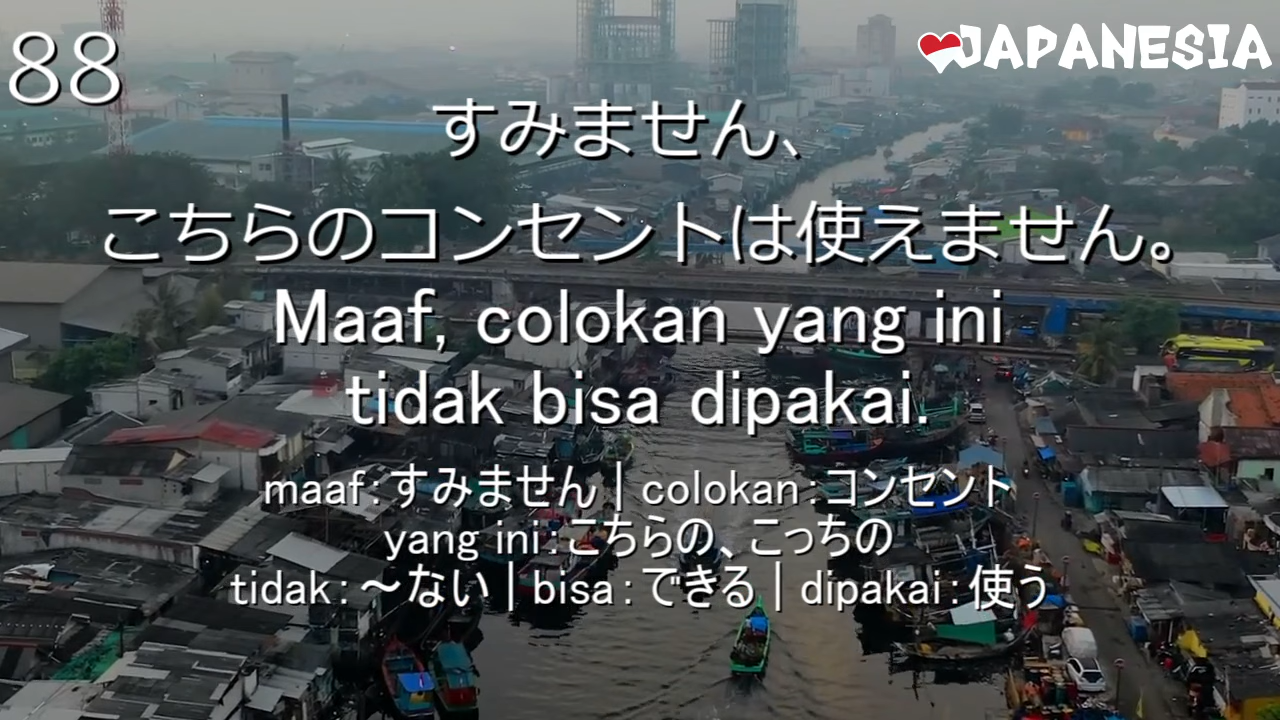 88
JAPANESIA
すみません、
こちらのコンセントは使えません。
Maaf, colokan yang ini
tidak bisa dipakai.
maaf：すみません｜colokan：コンセント
yang ini：こちらの、こっちの
tidak：～ない｜bisa：できる｜dipakai：使う